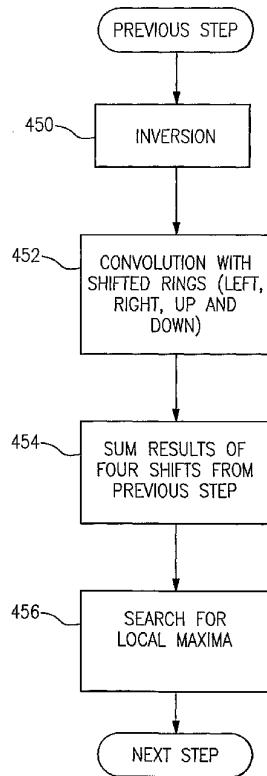 PREVIOUS STEP
450
INVERSION
452
CONVOLUTION WITH
SHIFTED RINGS (LEFT,
RIGHT, UP AND
DOWN)
454
SUM RESULTS OF
FOUR SHIFTS FROM
PREVIOUS STEP
456
SEARCH FOR
LOCAL MAXIMA
NEXT STEP